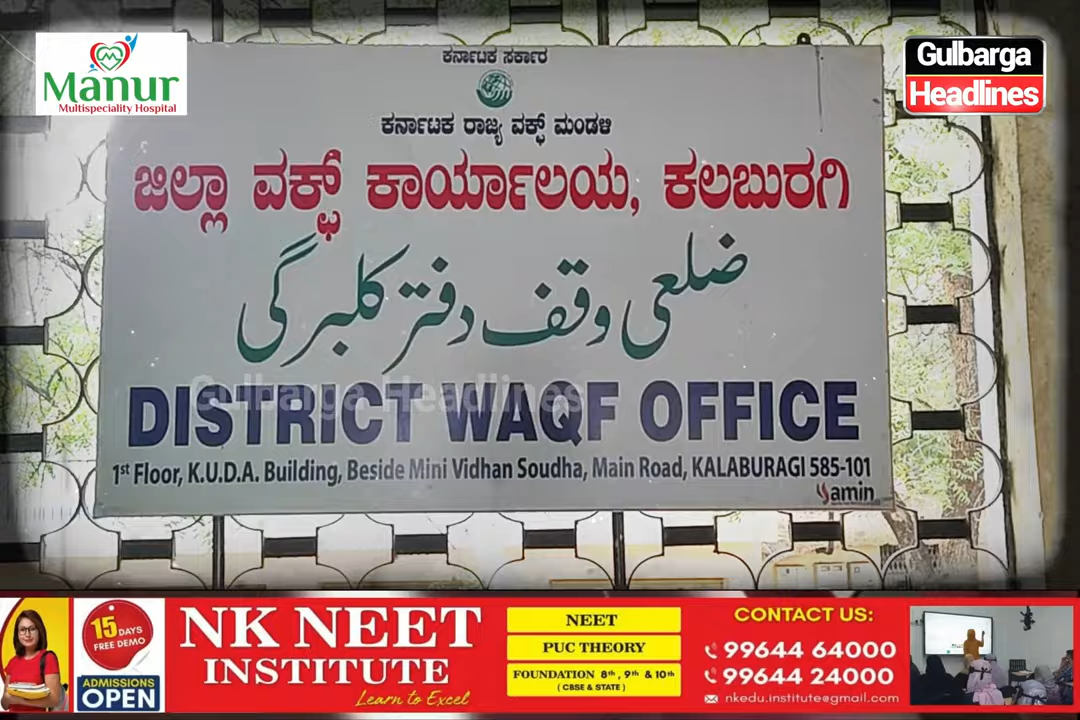 Manur
Multispeciality Hospital
Gulbarga
Headlines
ಕರ್ನಾಟಕ ಸರ್ಕಾರ
ಕರ್ನಾಟಕ ರಾಜ್ಯ ವಕ್ಫ್ ಮಂಡಳಿ
ಜಿಲ್ಲಾ ವಕ್ಫ್ ಕಾರ್ಯಾಲಯ, ಕಲಬುರಗಿ
ضلعی وقف دفتر کلبرگی
Gulbarga Headlines
DISTRICT WAQF OFFICE
1st Floor, K.U.D.A. Building, Beside Mini Vidhan Soudha, Main Road, KALABURAGI 585-101
Yamin
15 DAYS
FREE DEMO
ADMISSIONS
OPEN
NK NEET
INSTITUTE
Learn to Excel
NEET
PUC THEORY
FOUNDATION 8th, 9th & 10th
( CBSE & STATE )
CONTACT US:
99644 64000
99644 24000
nkedu.institute@gmail.com